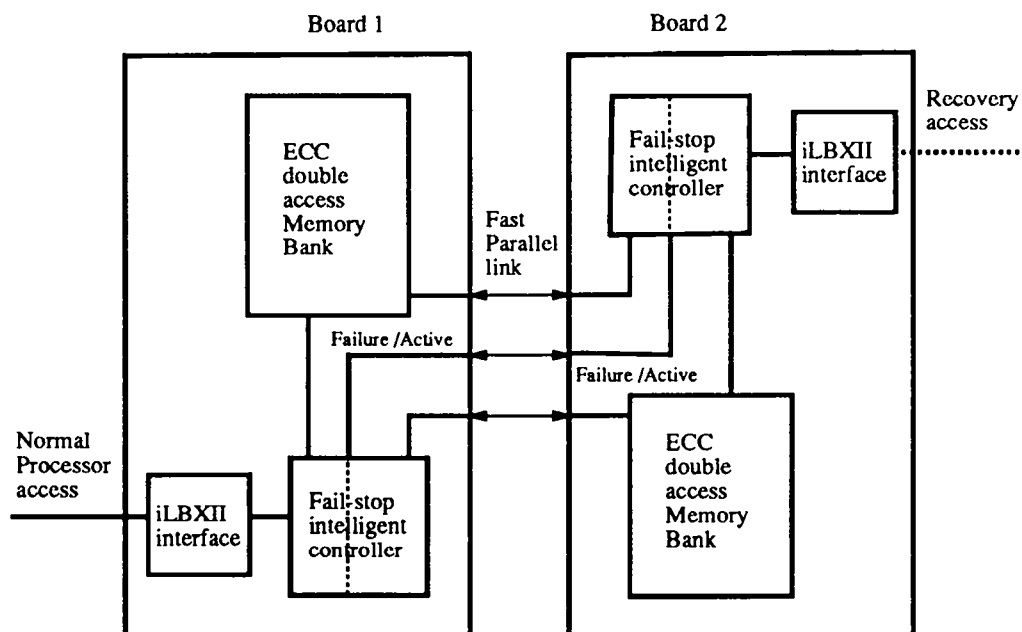 Board 1
Board 2
ECC
double
access
Memory
Bank
Fast
Parallel
link
Fail-stop
intelligent
controller
iLBXII
interface
Recovery
access
Failure /Active
Failure /Active
Normal
Processor
access
iLBXII
interface
Fail-stop
intelligent
controller
ECC
double
access
Memory
Bank